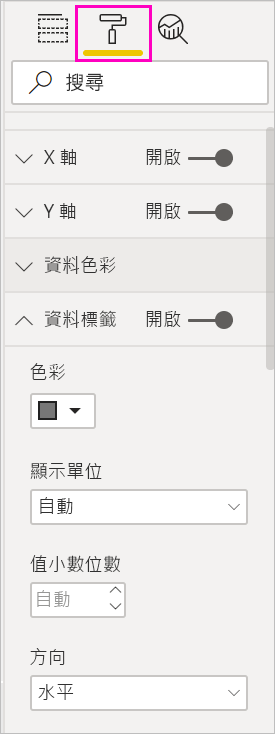 搜尋
X 軸 開啟
Y 軸 開啟
資料色彩
資料標籤 開啟
色彩
顯示單位
自動
值小數位數
自動
方向
水平